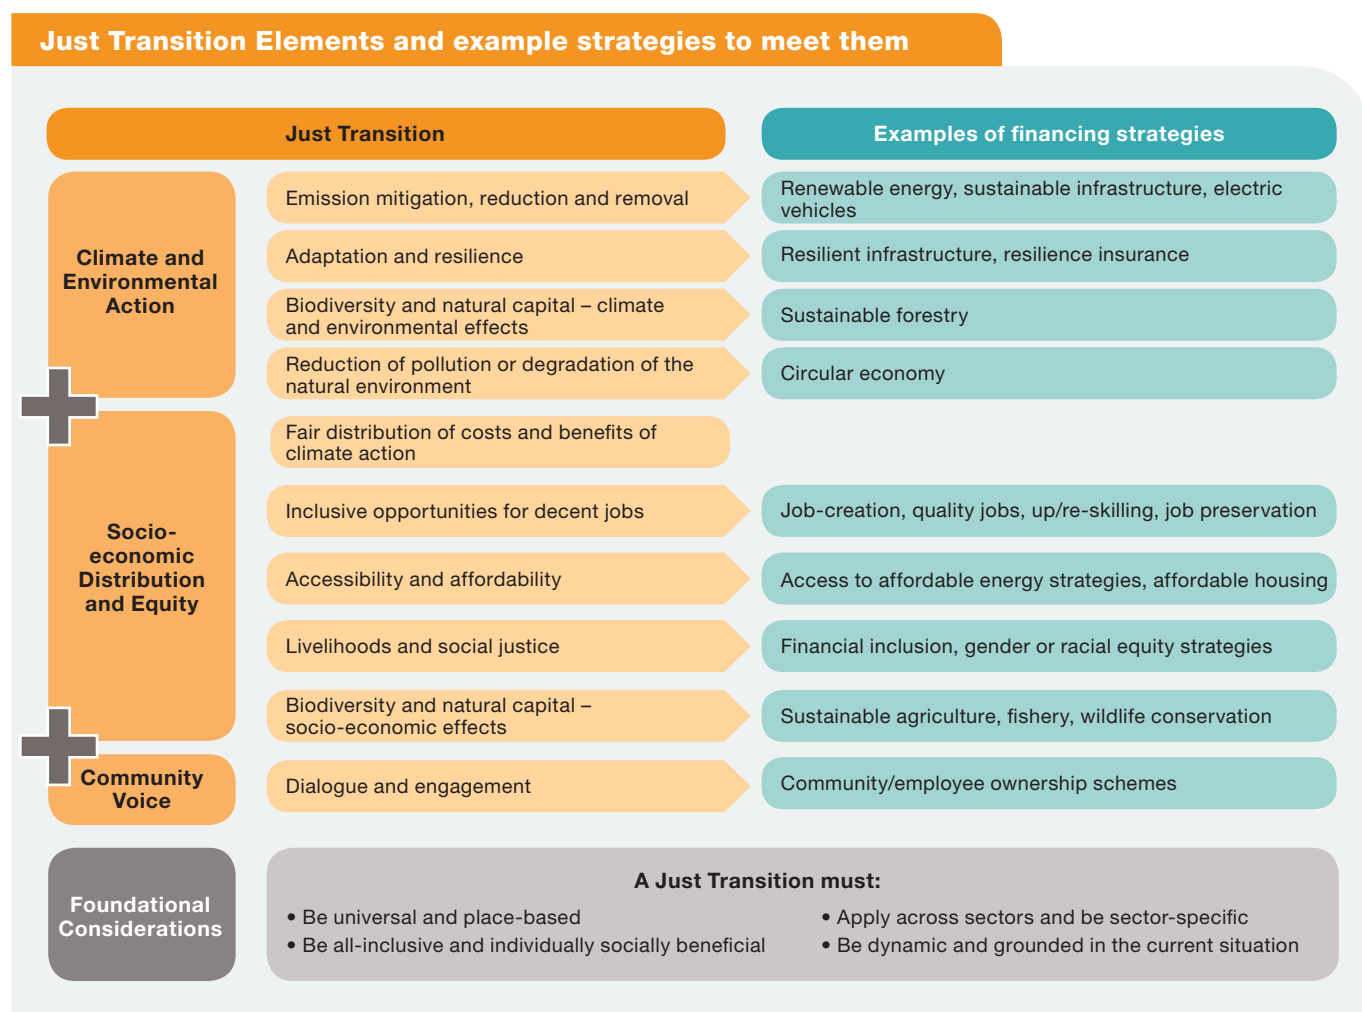 Just Transition Elements and example strategies to meet them
Just Transition
Examples of financing strategies
Climate and
Environmental
Action
Emission mitigation, reduction and removal
Renewable energy, sustainable infrastructure, electric
vehicles
Adaptation and resilience
Resilient infrastructure, resilience insurance
Biodiversity and natural capital – climate
and environmental effects
Sustainable forestry
Reduction of pollution or degradation of the
natural environment
Circular economy
Socio-
economic
Distribution
and Equity
Fair distribution of costs and benefits of
climate action
Inclusive opportunities for decent jobs
Job-creation, quality jobs, up/re-skilling, job preservation
Accessibility and affordability
Access to affordable energy strategies, affordable housing
Livelihoods and social justice
Financial inclusion, gender or racial equity strategies
Biodiversity and natural capital –
socio-economic effects
Sustainable agriculture, fishery, wildlife conservation
Community
Voice
Dialogue and engagement
Community/employee ownership schemes
Foundational
Considerations
A Just Transition must:
• Be universal and place-based
• Be all-inclusive and individually socially beneficial
• Apply across sectors and be sector-specific
• Be dynamic and grounded in the current situation